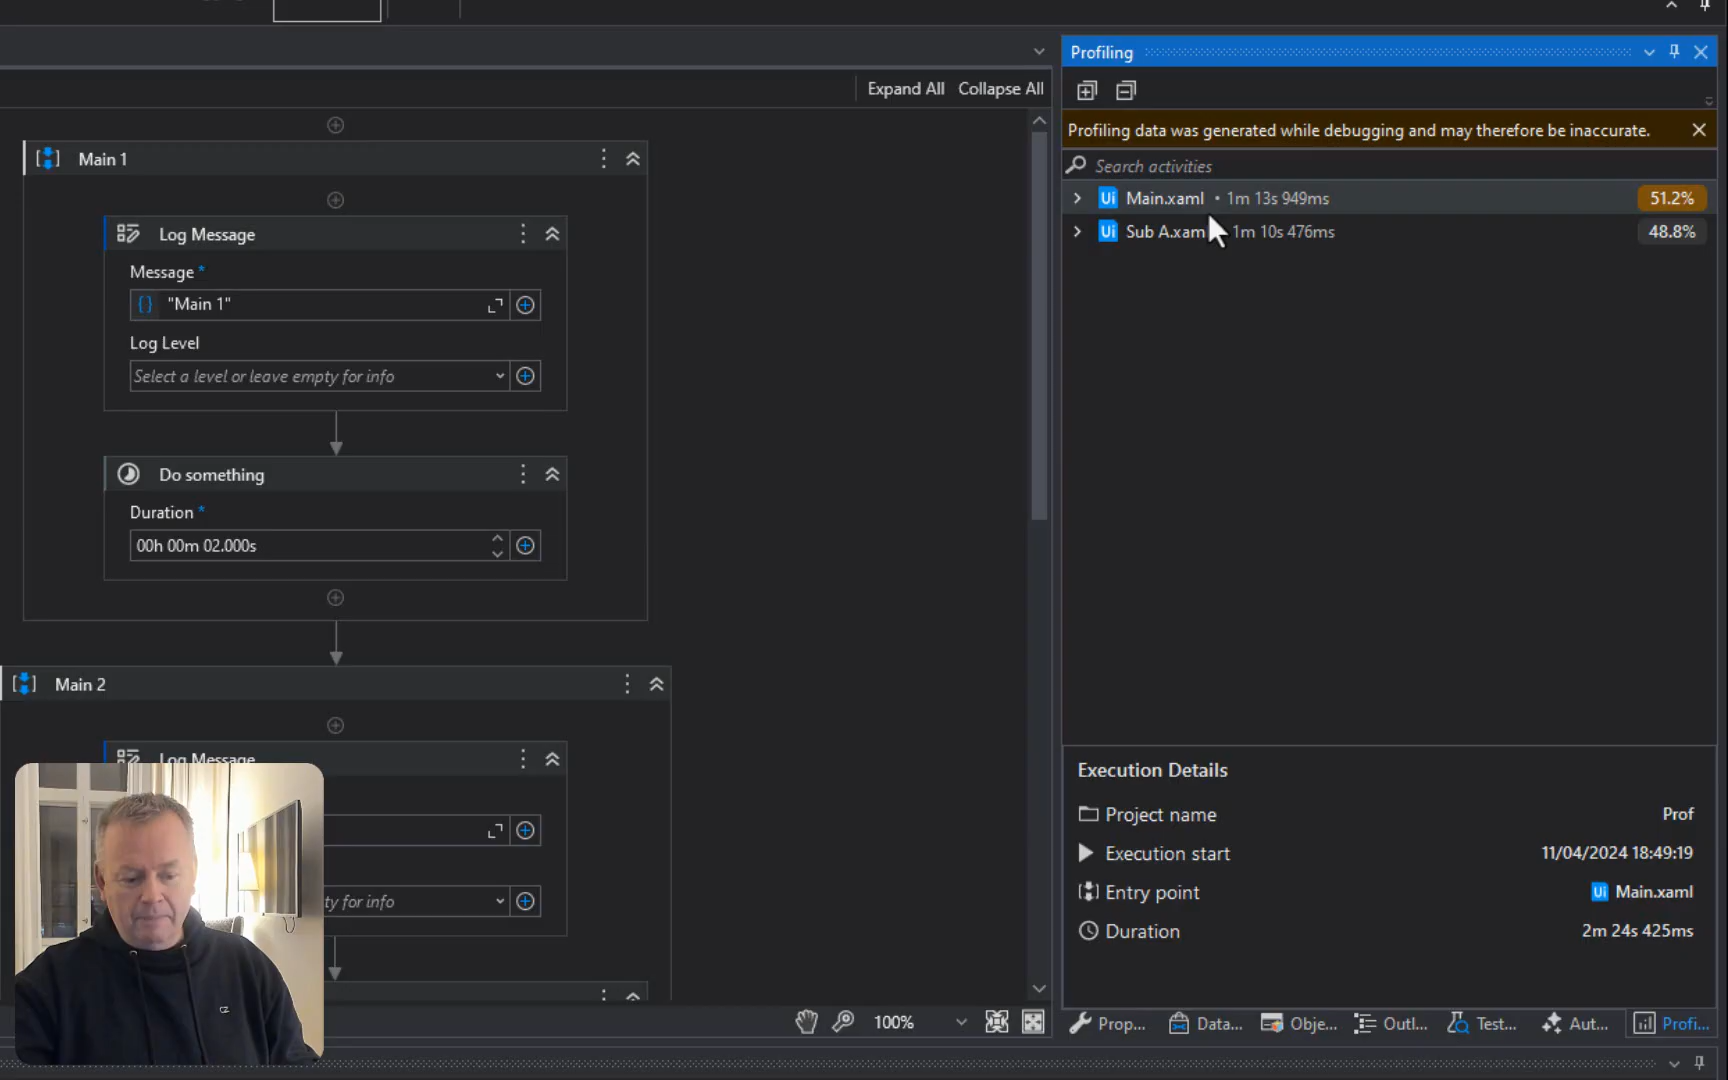 Profiling
Expand All Collapse All
Profiling data was generated while debugging and may therefore be inaccurate.
Search activities
Main.xaml • 1m 13s 949ms 51.2%
Sub A.xam 1m 10s 476ms 48.8%
Main 1
Log Message
Message *
"Main 1"
Log Level
Select a level or leave empty for info
Do something
Duration *
00h 00m 02.000s
Main 2
Log Message
ty for info
100%
Execution Details
Project name Prof
Execution start 11/04/2024 18:49:19
Entry point Ui Main.xaml
Duration 2m 24s 425ms
Prop... Data... Obje... Outl... Test... Aut... Profi...